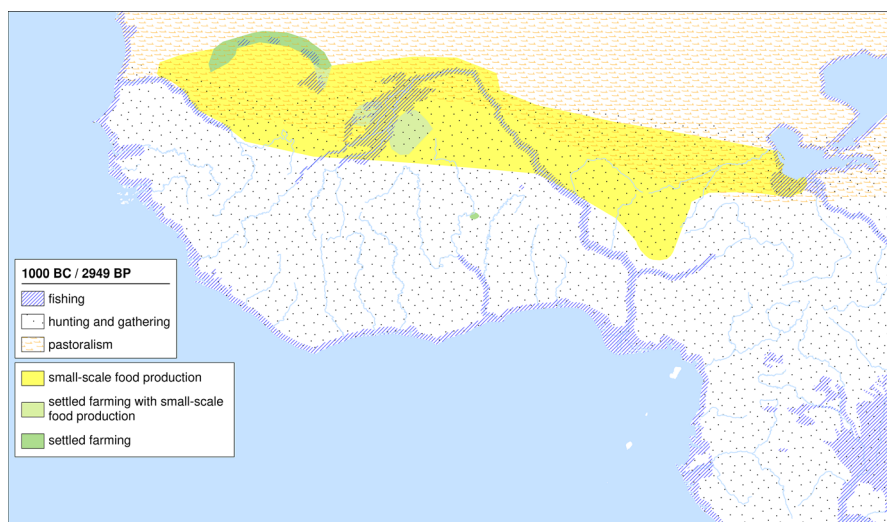 1000 BC / 2949 BP
fishing
hunting and gathering
pastoralism
small-scale food production
settled farming with small-scale
food production
settled farming